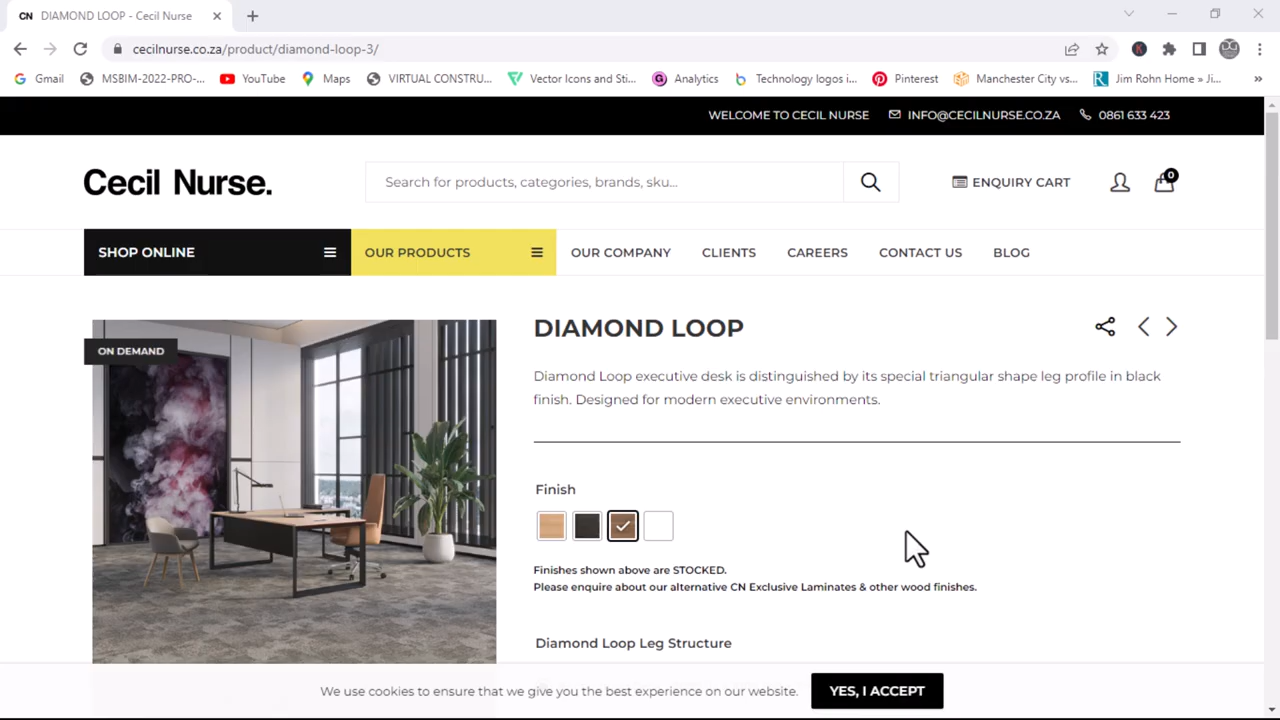 CN DIAMOND LOOP - Cecil Nurse
cecilnurse.co.za/product/diamond-loop-3/
Gmail MSBIM-2022-PRO-... YouTube Maps VIRTUAL CONSTRU... Vector Icons and Sti... Analytics Technology logos i... Pinterest Manchester City vs... Jim Rohn Home » Ji... »
WELCOME TO CECIL NURSE INFO@CECILNURSE.CO.ZA 0861 633 423
Cecil Nurse. Search for products, categories, brands, sku... ENQUIRY CART 0
SHOP ONLINE OUR PRODUCTS OUR COMPANY CLIENTS CAREERS CONTACT US BLOG
DIAMOND LOOP
ON DEMAND
Diamond Loop executive desk is distinguished by its special triangular shape leg profile in black
finish. Designed for modern executive environments.
Finish
Finishes shown above are STOCKED.
Please enquire about our alternative CN Exclusive Laminates & other wood finishes.
Diamond Loop Leg Structure
We use cookies to ensure that we give you the best experience on our website. YES, I ACCEPT